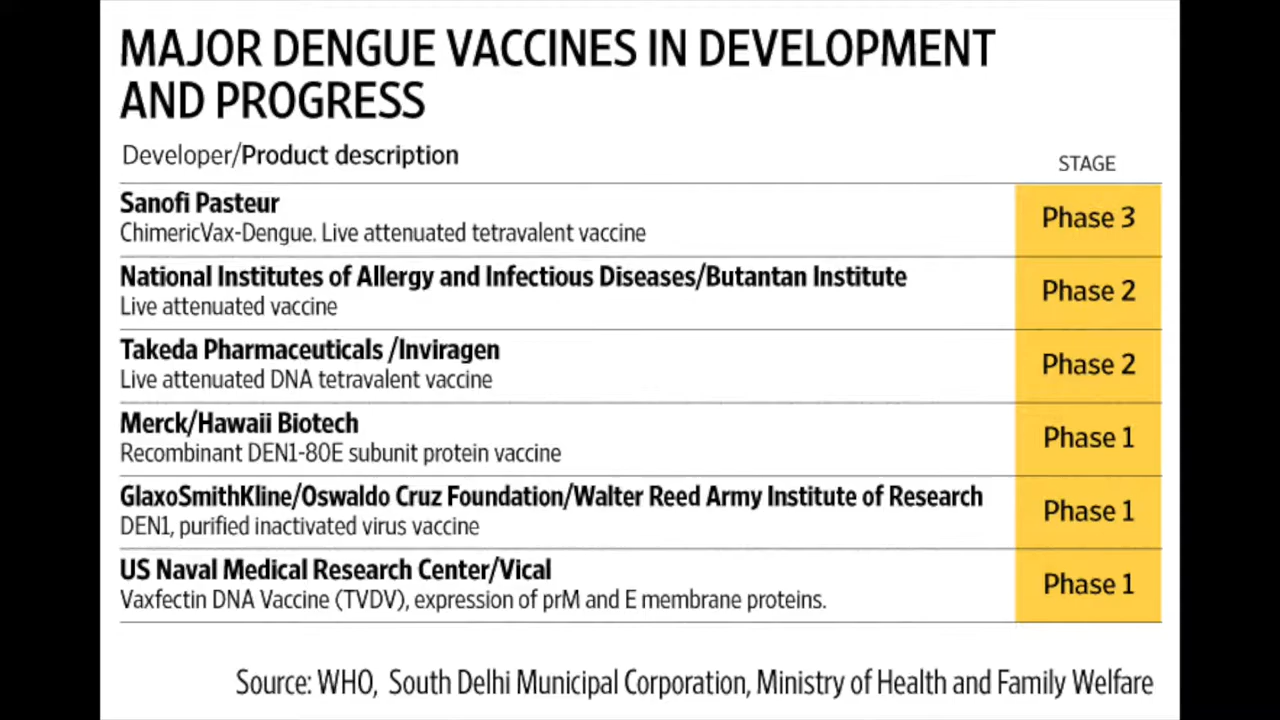 MAJOR DENGUE VACCINES IN DEVELOPMENT
AND PROGRESS
Developer/Product description
STAGE
Sanofi Pasteur
ChimericVax-Dengue. Live attenuated tetravalent vaccine
Phase 3
National Institutes of Allergy and Infectious Diseases/Butantan Institute
Live attenuated vaccine
Phase 2
Takeda Pharmaceuticals /Inviragen
Live attenuated DNA tetravalent vaccine
Phase 2
Merck/Hawaii Biotech
Recombinant DEN1-80E subunit protein vaccine
Phase 1
GlaxoSmithKline/Oswaldo Cruz Foundation/Walter Reed Army Institute of Research
DEN1, purified inactivated virus vaccine
Phase 1
US Naval Medical Research Center/Vical
Vaxfectin DNA Vaccine (TVDV), expression of prM and E membrane proteins.
Phase 1
Source: WHO, South Delhi Municipal Corporation, Ministry of Health and Family Welfare